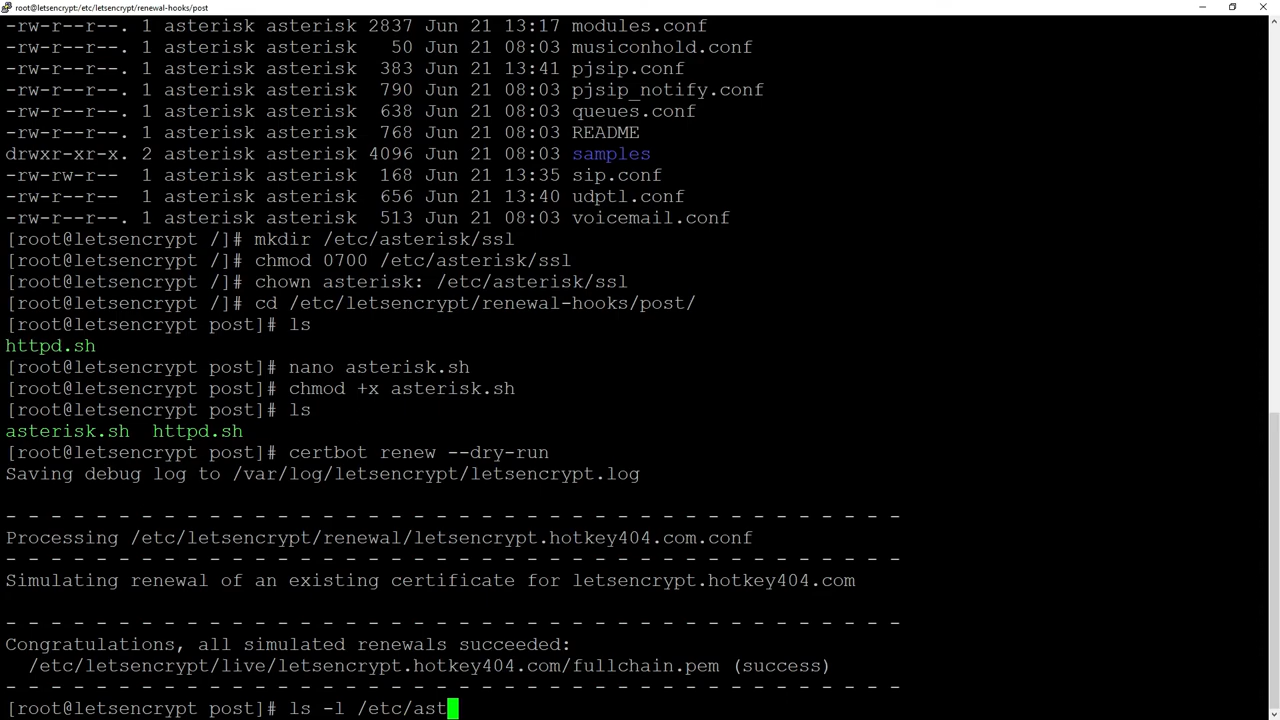 root@letsencrypt:/etc/letsencrypt/renewal-hooks/post
-rw-r--r--. 1 asterisk asterisk 2837 Jun 21 13:17 modules.conf
-rw-r--r--. 1 asterisk asterisk   50 Jun 21 08:03 musiconhold.conf
-rw-r--r--. 1 asterisk asterisk  383 Jun 21 13:41 pjsip.conf
-rw-r--r--. 1 asterisk asterisk  790 Jun 21 08:03 pjsip_notify.conf
-rw-r--r--. 1 asterisk asterisk  638 Jun 21 08:03 queues.conf
-rw-r--r--. 1 asterisk asterisk  768 Jun 21 08:03 README
drwxr-xr-x. 2 asterisk asterisk 4096 Jun 21 08:03 samples
-rw-rw-r--  1 asterisk asterisk  168 Jun 21 13:35 sip.conf
-rw-r--r--  1 asterisk asterisk  656 Jun 21 13:40 udptl.conf
-rw-r--r--. 1 asterisk asterisk  513 Jun 21 08:03 voicemail.conf
[root@letsencrypt /]# mkdir /etc/asterisk/ssl
[root@letsencrypt /]# chmod 0700 /etc/asterisk/ssl
[root@letsencrypt /]# chown asterisk: /etc/asterisk/ssl
[root@letsencrypt /]# cd /etc/letsencrypt/renewal-hooks/post/
[root@letsencrypt post]# ls
httpd.sh
[root@letsencrypt post]# nano asterisk.sh
[root@letsencrypt post]# chmod +x asterisk.sh
[root@letsencrypt post]# ls
asterisk.sh  httpd.sh
[root@letsencrypt post]# certbot renew --dry-run
Saving debug log to /var/log/letsencrypt/letsencrypt.log
- - - - - - - - - - - - - - - - - - - - - - - - - - - - - - - - - - - - - - - -
Processing /etc/letsencrypt/renewal/letsencrypt.hotkey404.com.conf
- - - - - - - - - - - - - - - - - - - - - - - - - - - - - - - - - - - - - - - -
Simulating renewal of an existing certificate for letsencrypt.hotkey404.com
- - - - - - - - - - - - - - - - - - - - - - - - - - - - - - - - - - - - - - - -
Congratulations, all simulated renewals succeeded:
  /etc/letsencrypt/live/letsencrypt.hotkey404.com/fullchain.pem (success)
- - - - - - - - - - - - - - - - - - - - - - - - - - - - - - - - - - - - - - - -
[root@letsencrypt post]# ls -l /etc/ast